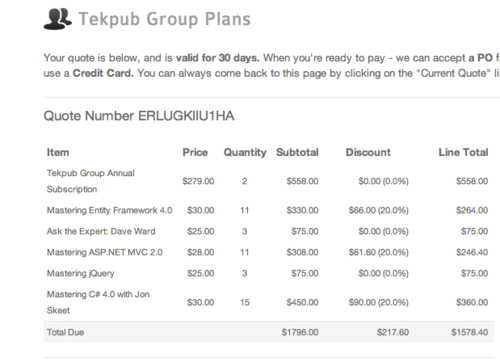 Tekpub Group Plans
Your quote is below, and is valid for 30 days. When you're ready to pay - we can accept a PO f
use a Credit Card. You can always come back to this page by clicking on the "Current Quote" li
Quote Number ERLUGKIIU1HA
Item Price Quantity Subtotal Discount Line Total
Tekpub Group Annual
Subscription $279.00 2 $558.00 $0.00 (0.0%) $558.00
Mastering Entity Framework 4.0 $30.00 11 $330.00 $66.00 (20.0%) $264.00
Ask the Expert: Dave Ward $25.00 3 $75.00 $0.00 (0.0%) $75.00
Mastering ASP.NET MVC 2.0 $28.00 11 $308.00 $61.60 (20.0%) $246.40
Mastering jQuery $25.00 3 $75.00 $0.00 (0.0%) $75.00
Mastering C# 4.0 with Jon
Skeet $30.00 15 $450.00 $90.00 (20.0%) $360.00
Total Due $1796.00 $217.60 $1578.40